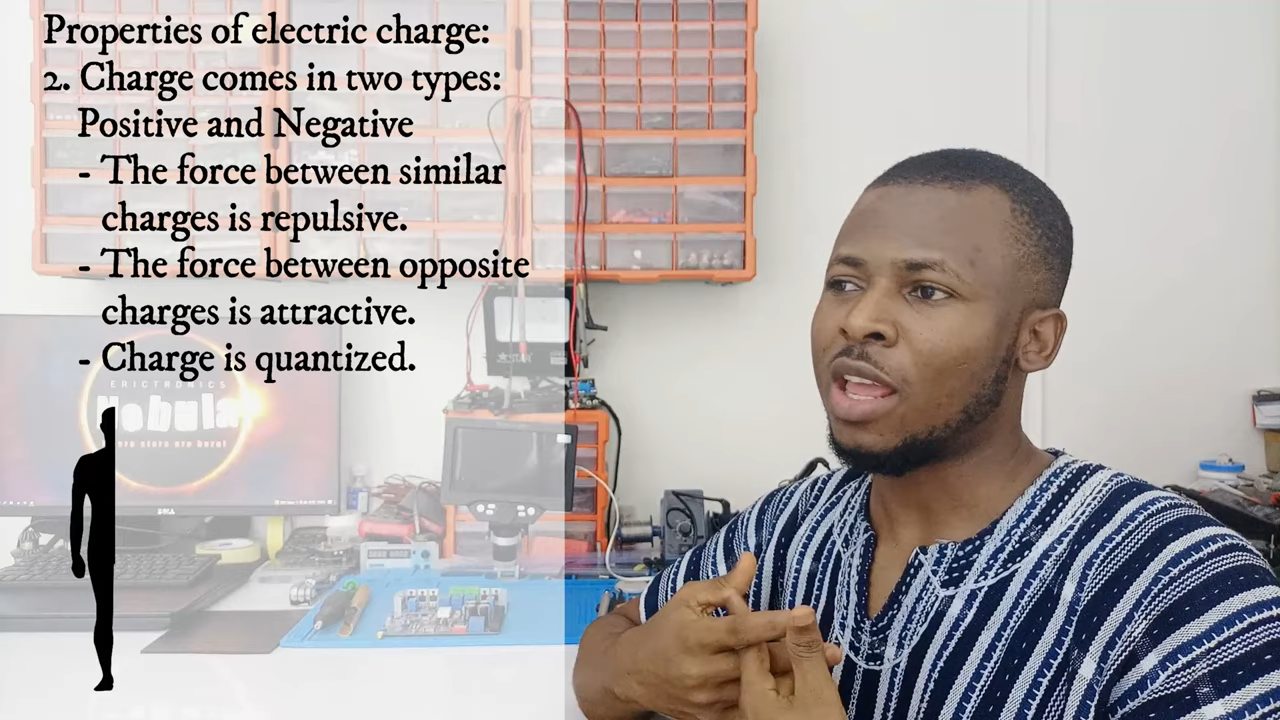 Properties of electric charge:
2. Charge comes in two types:
Positive and Negative
- The force between similar
charges is repulsive.
- The force between opposite
charges is attractive.
- Charge is quantized.
ERICTRONICS
Nebula